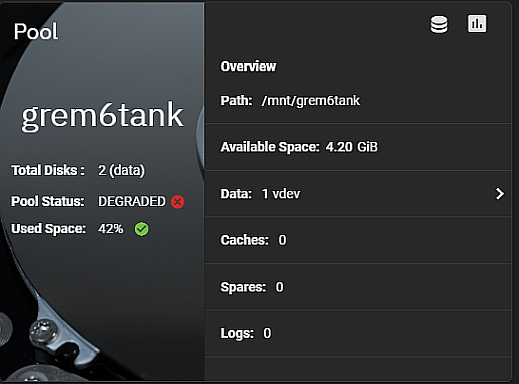 Pool
grem6tank
Total Disks : 2 (data)
Pool Status: DEGRADED
Used Space: 42%
Overview
Path: /mnt/grem6tank
Available Space: 4.20 GiB
Data: 1 vdev
Caches: 0
Spares: 0
Logs: 0